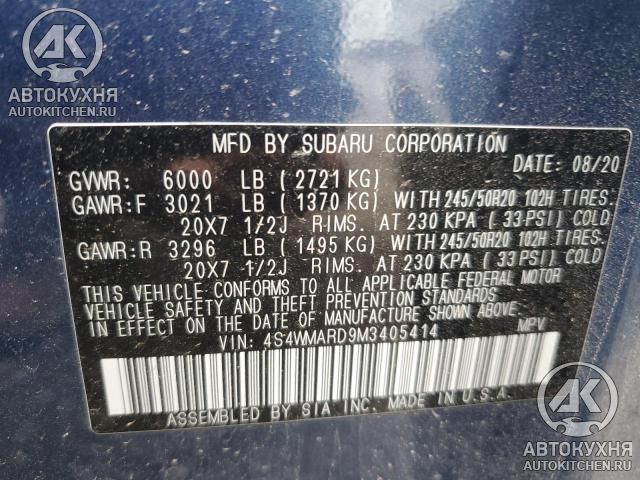 AK
АВТОКУХНЯ
AUTOKITCHEN.RU
MFD BY SUBARU CORPORATION
DATE: 08/20
GVWR: 6000 LB ( 2721 KG)
GAWR:F 3021 LB ( 1370 KG) WITH 245/50R20 102H TIRES.
20X7 1/2J RIMS. AT 230 KPA ( 33 PSI) COLD
GAWR:R 3296 LB ( 1495 KG) WITH 245/50R20 102H TIRES.
20X7 1/2J RIMS. AT 230 KPA ( 33 PSI) COLD
THIS VEHICLE CONFORMS TO ALL APPLICABLE FEDERAL MOTOR
VEHICLE SAFETY AND THEFT PREVENTION STANDARDS
IN EFFECT ON THE DATE OF MANUFACTURE SHOWN ABOVE.
VIN: 4S4WMARD9M3405414 MPV
ASSEMBLED BY SIA INC. MADE IN U.S.A.
AK
АВТОКУХНЯ
AUTOKITCHEN.RU